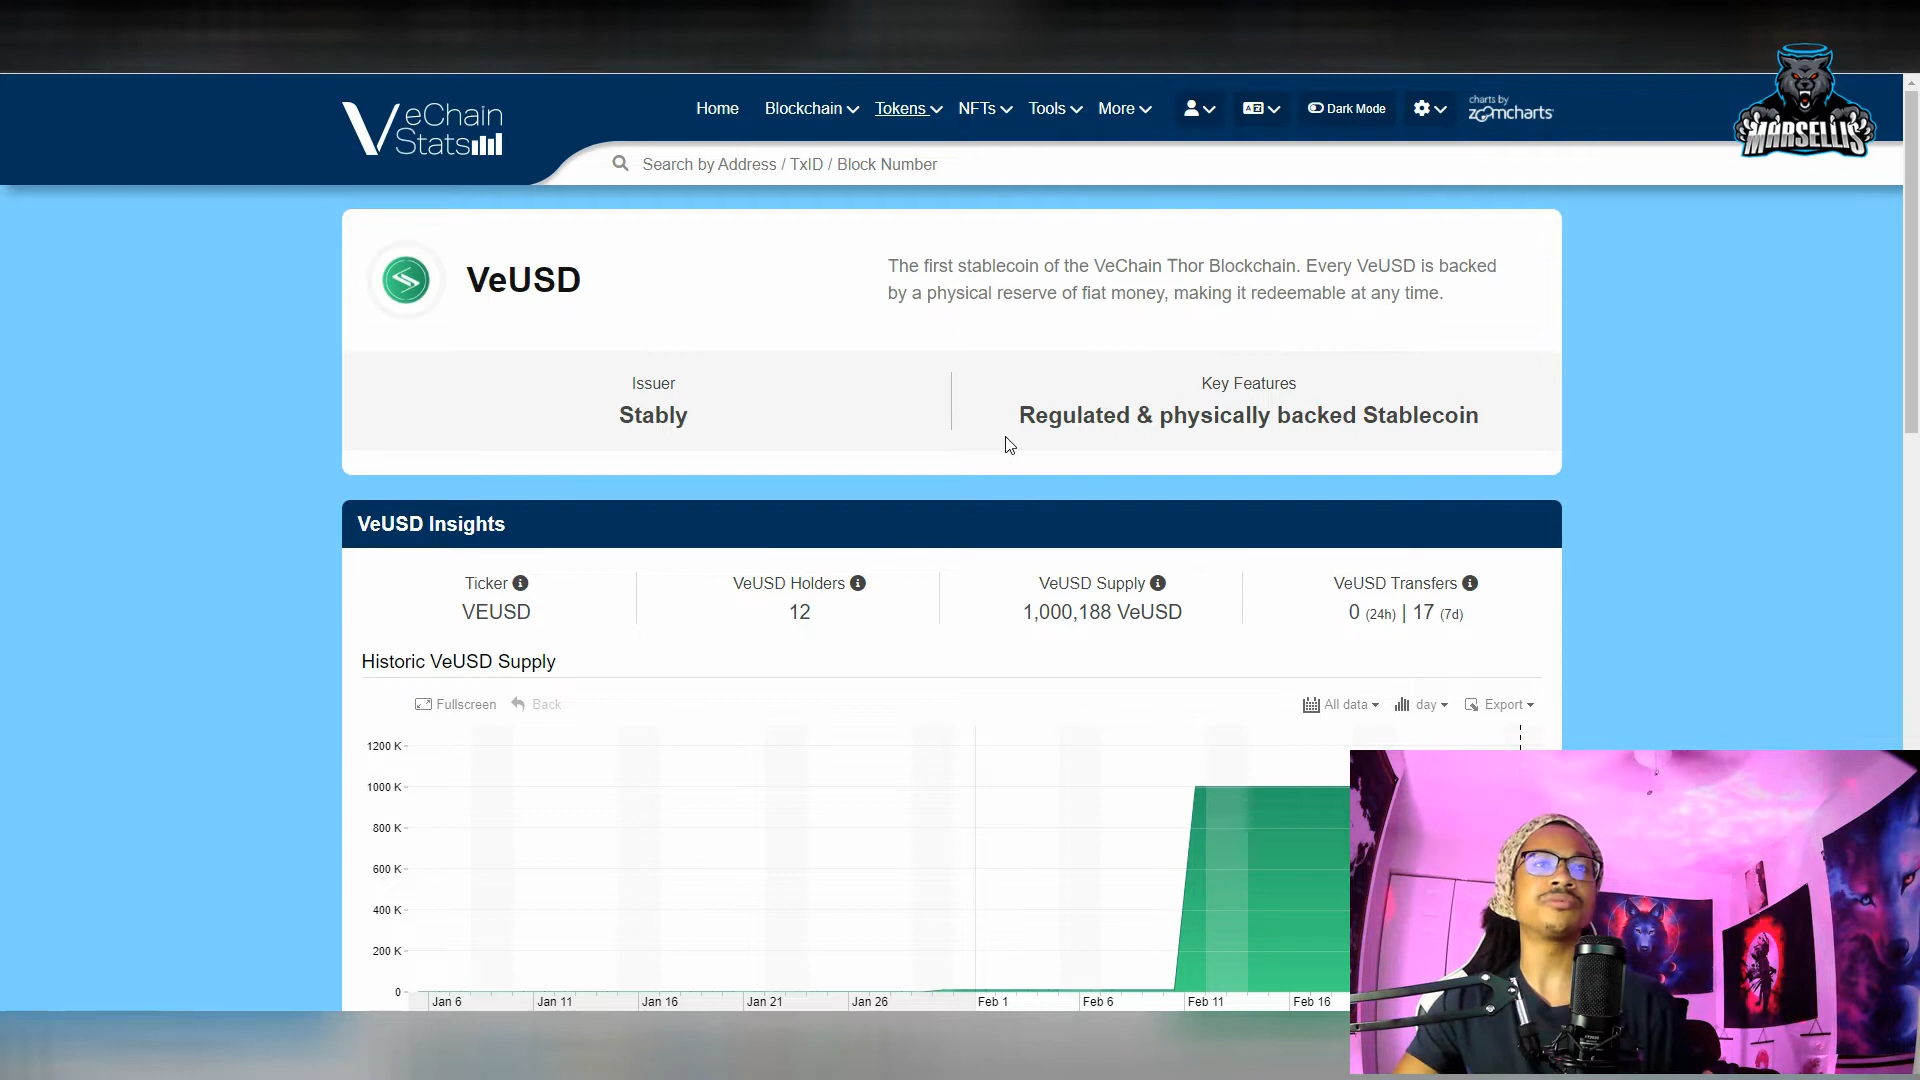 VeChain
Stats
Home
Blockchain
Tokens
NFTs
Tools
More
Dark Mode
charts by
zoomcharts
MARSELLIS
Search by Address / TxID / Block Number
VeUSD
The first stablecoin of the VeChain Thor Blockchain. Every VeUSD is backed
by a physical reserve of fiat money, making it redeemable at any time.
Issuer
Stably
Key Features
Regulated & physically backed Stablecoin
VeUSD Insights
Ticker
VEUSD
VeUSD Holders
12
VeUSD Supply
1,000,188 VeUSD
VeUSD Transfers
0 (24h) | 17 (7d)
Historic VeUSD Supply
Fullscreen
Back
All data
day
Export
1200 K
1000 K
800 K
600 K
400 K
200 K
0
Jan 6
Jan 11
Jan 16
Jan 21
Jan 26
Feb 1
Feb 6
Feb 11
Feb 16